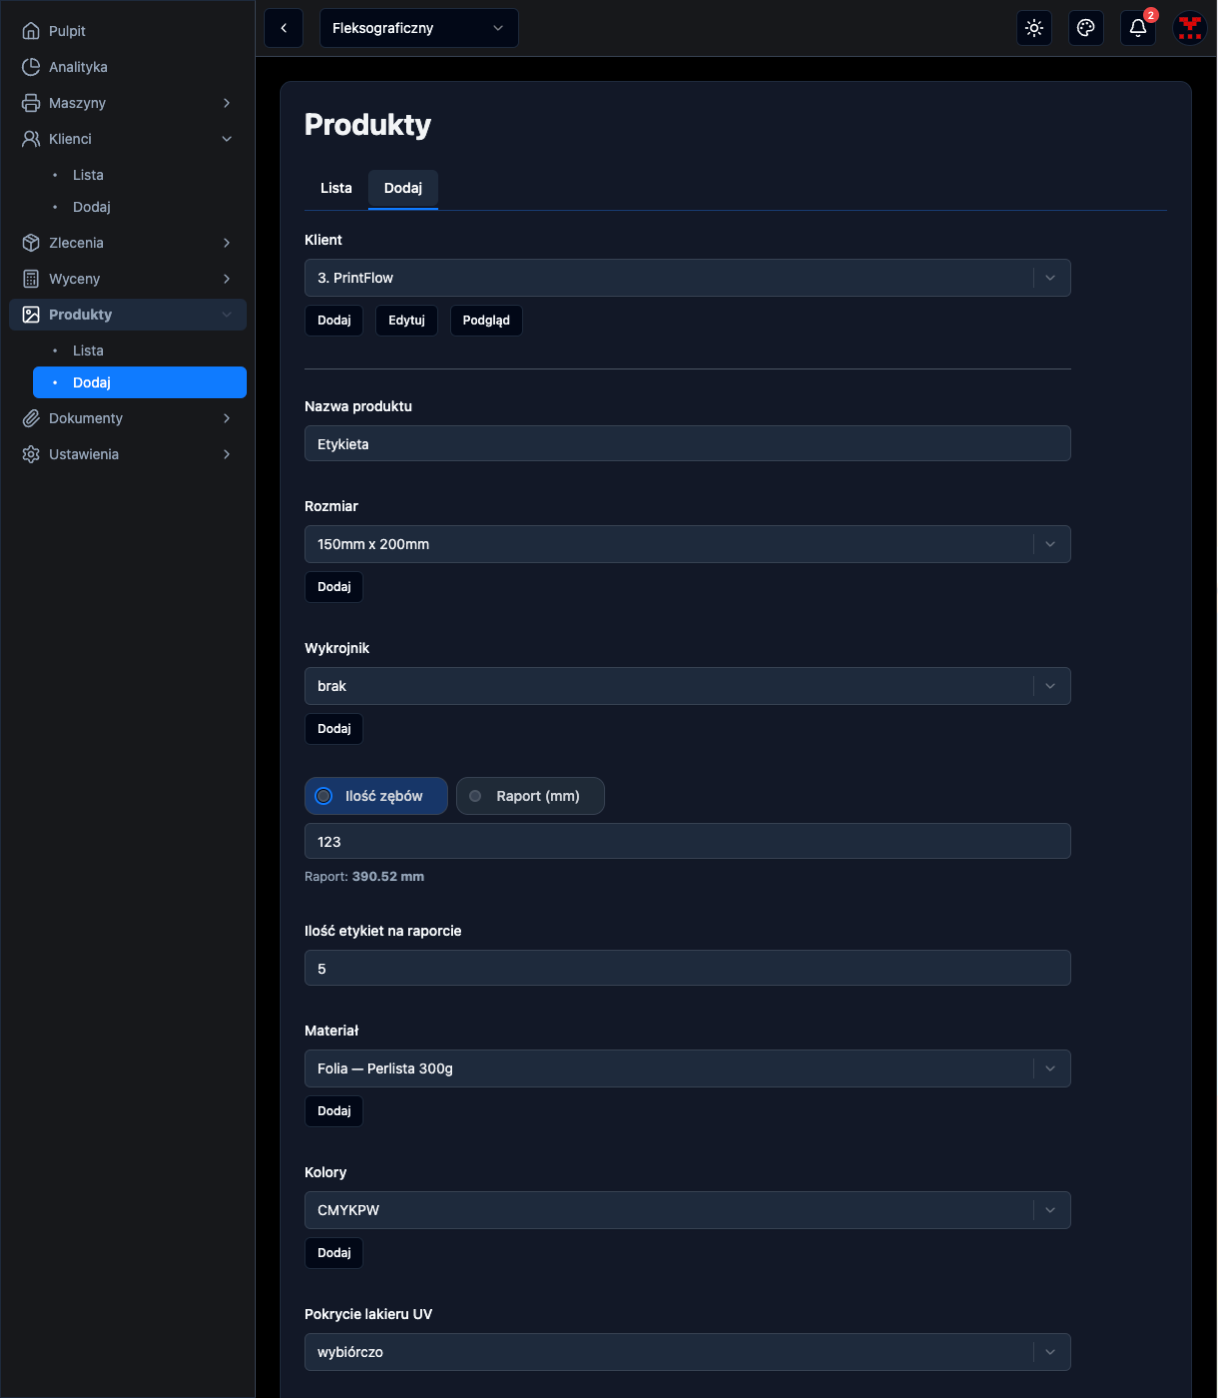 Pulpit
Analityka
Maszyny
Klienci
Lista
Dodaj
Zlecenia
Wyceny
Produkty
Lista
Dodaj
Dokumenty
Ustawienia
Fleksograficzny
2
Produkty
Lista Dodaj
Klient
3. PrintFlow
Dodaj Edytuj Podgląd
Nazwa produktu
Etykieta
Rozmiar
150mm x 200mm
Dodaj
Wykrojnik
brak
Dodaj
Ilość zębów Raport (mm)
123
Raport: 390.52 mm
Ilość etykiet na raporcie
5
Materiał
Folia — Perlista 300g
Dodaj
Kolory
CMYKPW
Dodaj
Pokrycie lakieru UV
wybiórczo